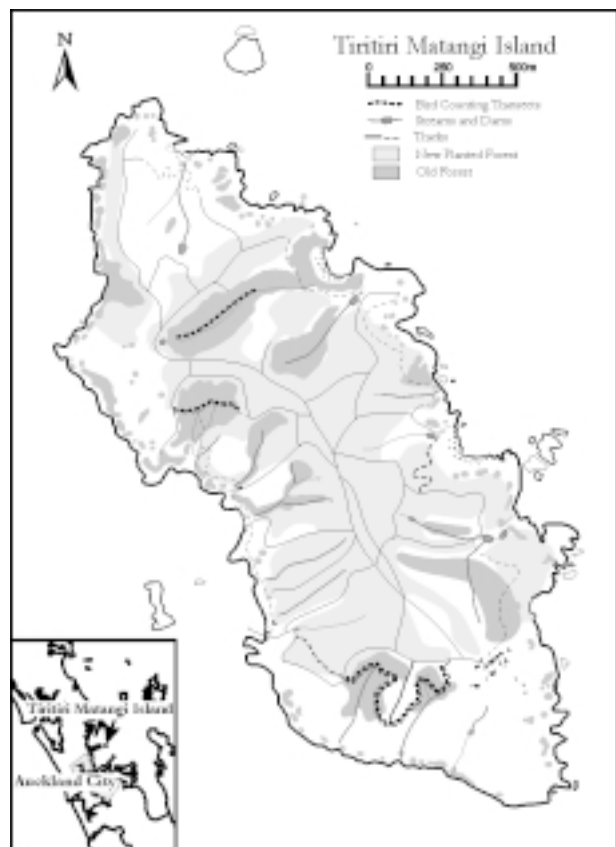 N
Tiritiri Matangi Island
0 250 500m
Bird Counting Transects
Streams and Dams
Tracks
New Planted Forest
Old Forest
Tiritiri Matangi Island
Auckland City